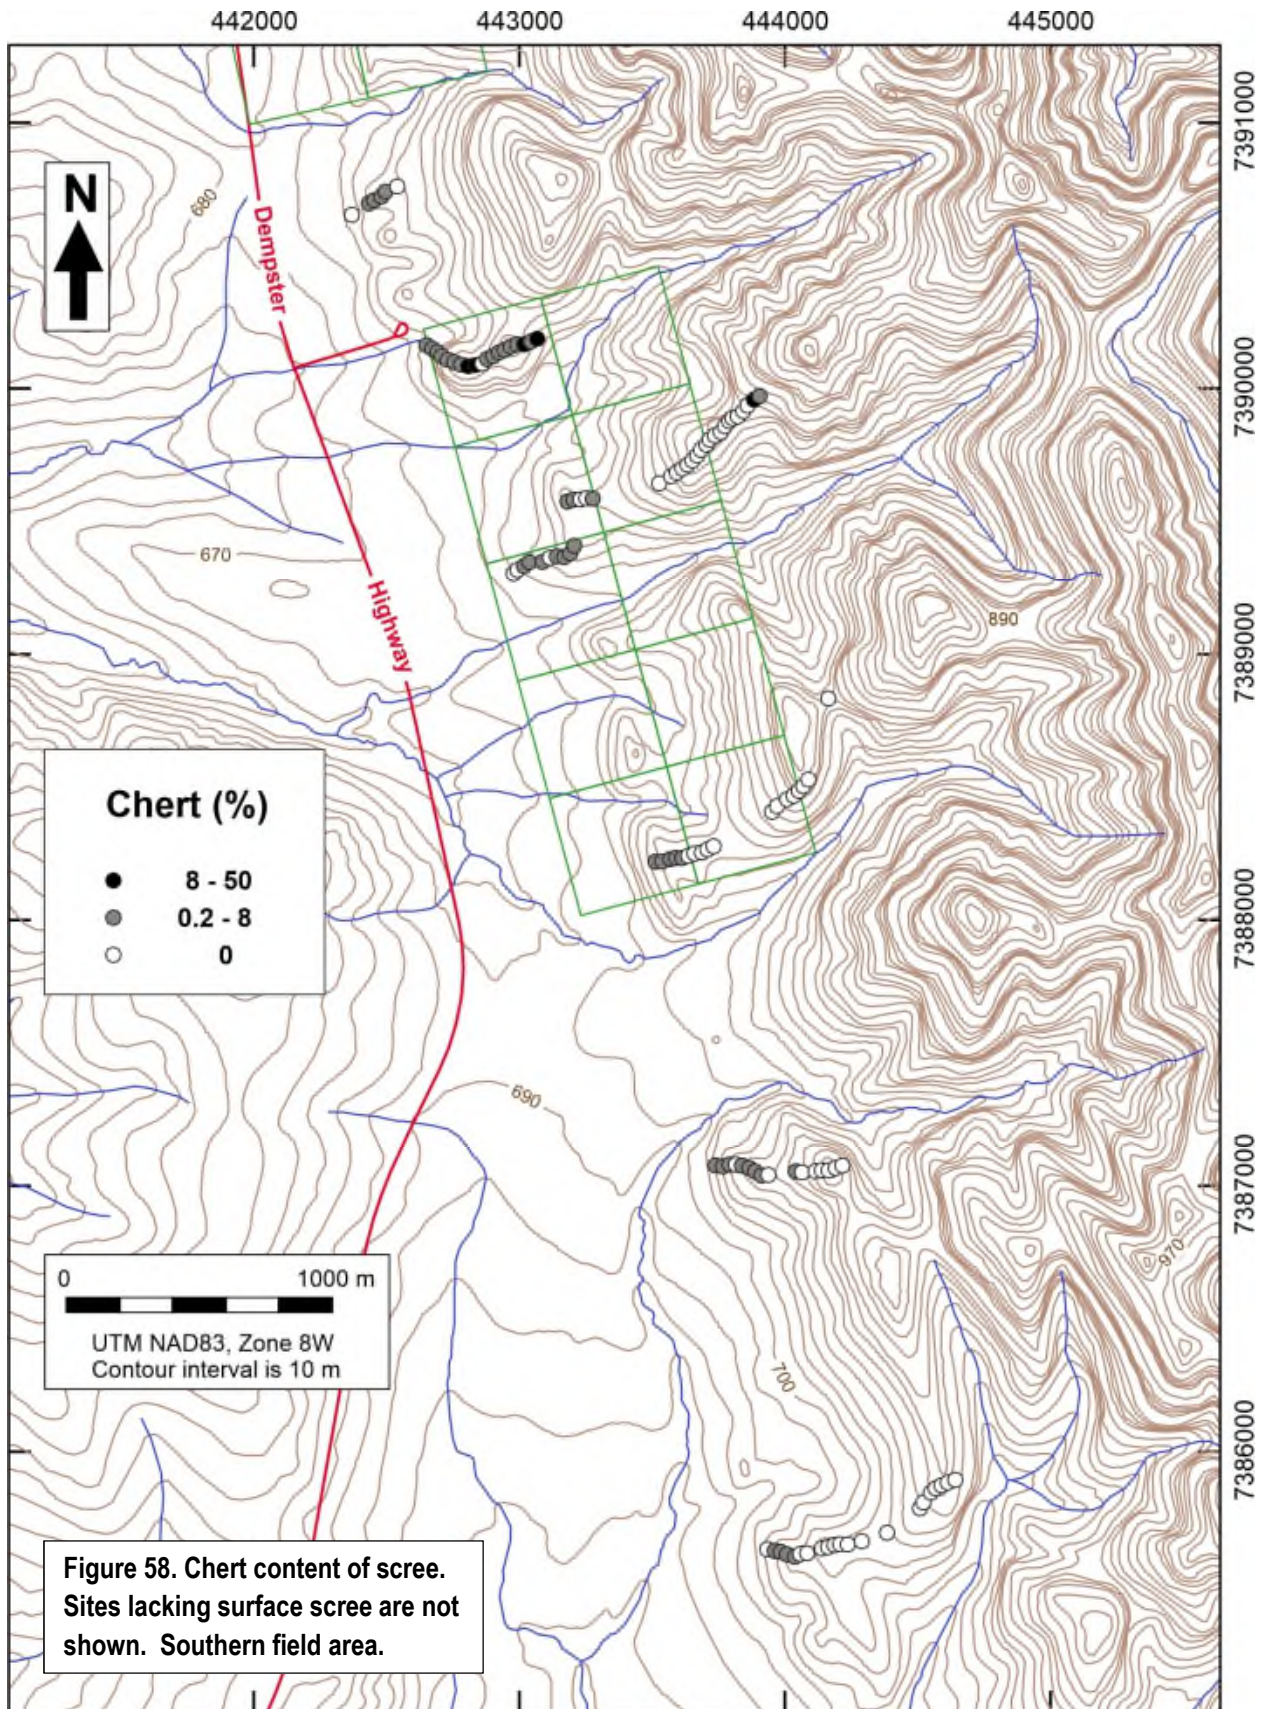 442000 443000 444000 445000
7391000
N
680
Dempster
7390000
670
Highway
890
7389000
Chert (%)
8 - 50
0.2 - 8
0
7388000
690
7387000
970
0 1000 m
UTM NAD83, Zone 8W
Contour interval is 10 m
700
7386000
Figure 58. Chert content of scree.
Sites lacking surface scree are not
shown. Southern field area.